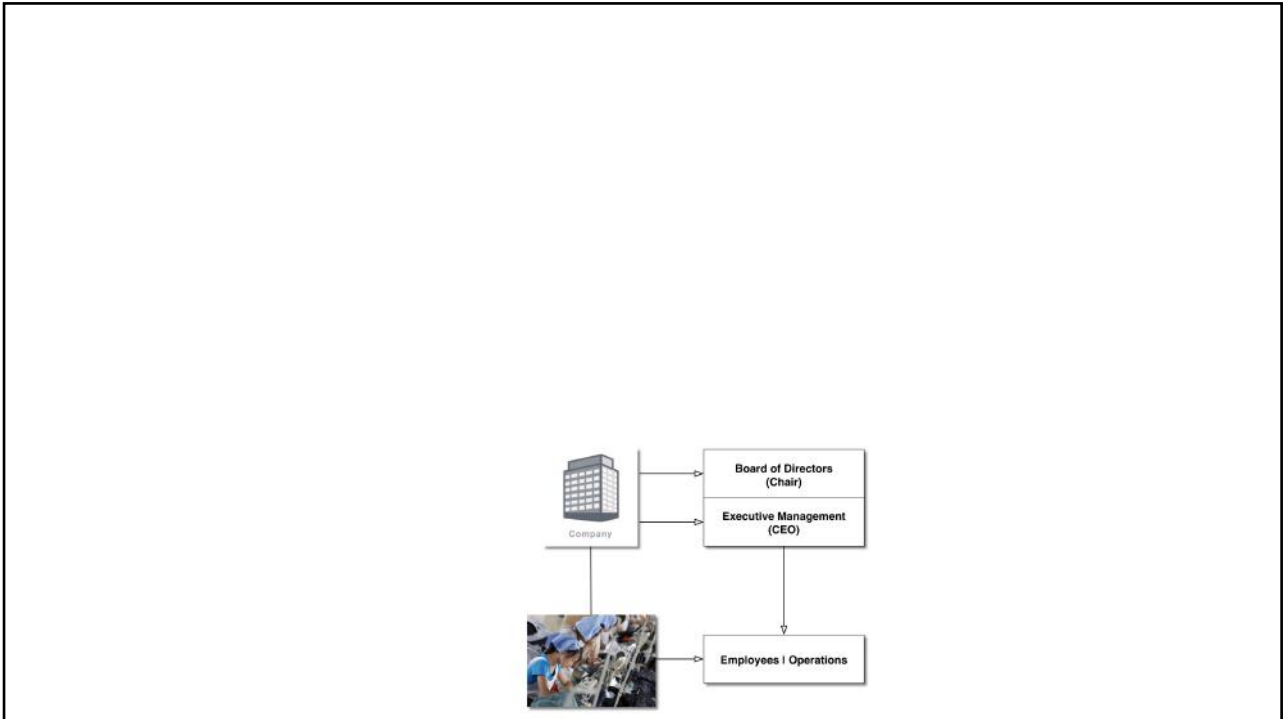 Board of Directors
(Chair)
Executive Management
(CEO)
Company
Employees | Operations